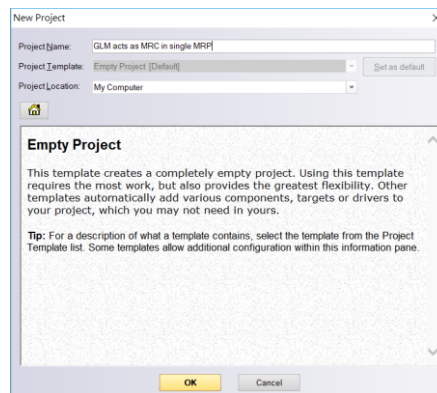 New Project
Project Name: GLM acts as MRC in single MRP
Project Template: Empty Project [Default] Set as default
Project Location: My Computer
Empty Project
This template creates a completely empty project. Using this template
requires the most work, but also provides the greatest flexibility. Other
templates automatically add various components, targets or drivers to
your project, which you may not need in yours.
Tip: For a description of what a template contains, select the template from the Project
Template list. Some templates allow additional configuration within this information pane.
OK Cancel